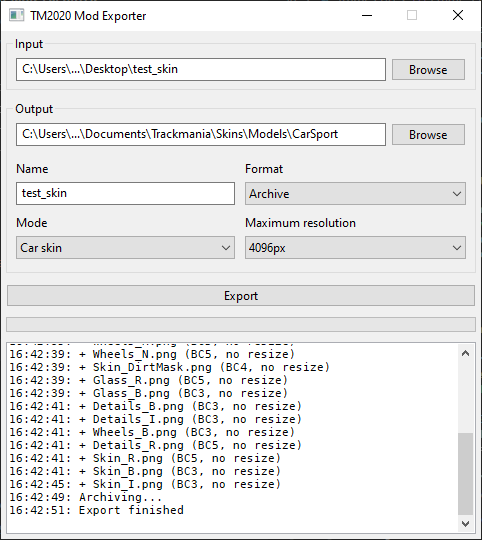 TM2020 Mod Exporter
Input
C:\Users\...\Desktop\test_skin
Browse
Output
C:\Users\...\Documents\Trackmania\Skins\Models\CarSport
Browse
Name
Format
test_skin
Archive
Mode
Maximum resolution
Car skin
4096px
Export
16:42:39: + Wheels_N.png (BC5, no resize)
16:42:39: + Skin_DirtMask.png (BC4, no resize)
16:42:39: + Glass_R.png (BC5, no resize)
16:42:39: + Glass_B.png (BC3, no resize)
16:42:41: + Details_B.png (BC3, no resize)
16:42:41: + Details_I.png (BC3, no resize)
16:42:41: + Wheels_B.png (BC3, no resize)
16:42:41: + Details_R.png (BC5, no resize)
16:42:41: + Skin_R.png (BC5, no resize)
16:42:41: + Skin_B.png (BC3, no resize)
16:42:45: + Skin_I.png (BC3, no resize)
16:42:49: Archiving...
16:42:51: Export finished